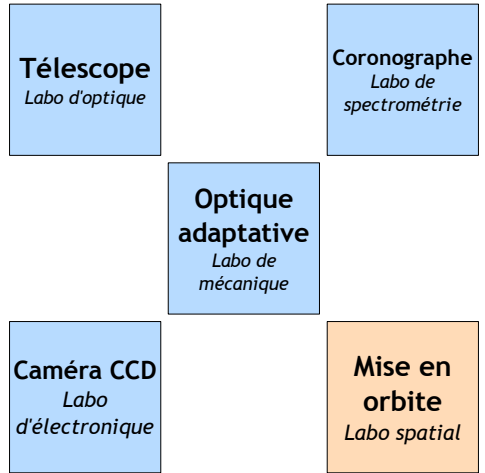 Télescope
Labo d'optique
Coronographe
Labo de
spectrométrie
Optique
adaptative
Labo de
mécanique
Caméra CCD
Labo
d'électronique
Mise en
orbite
Labo spatial